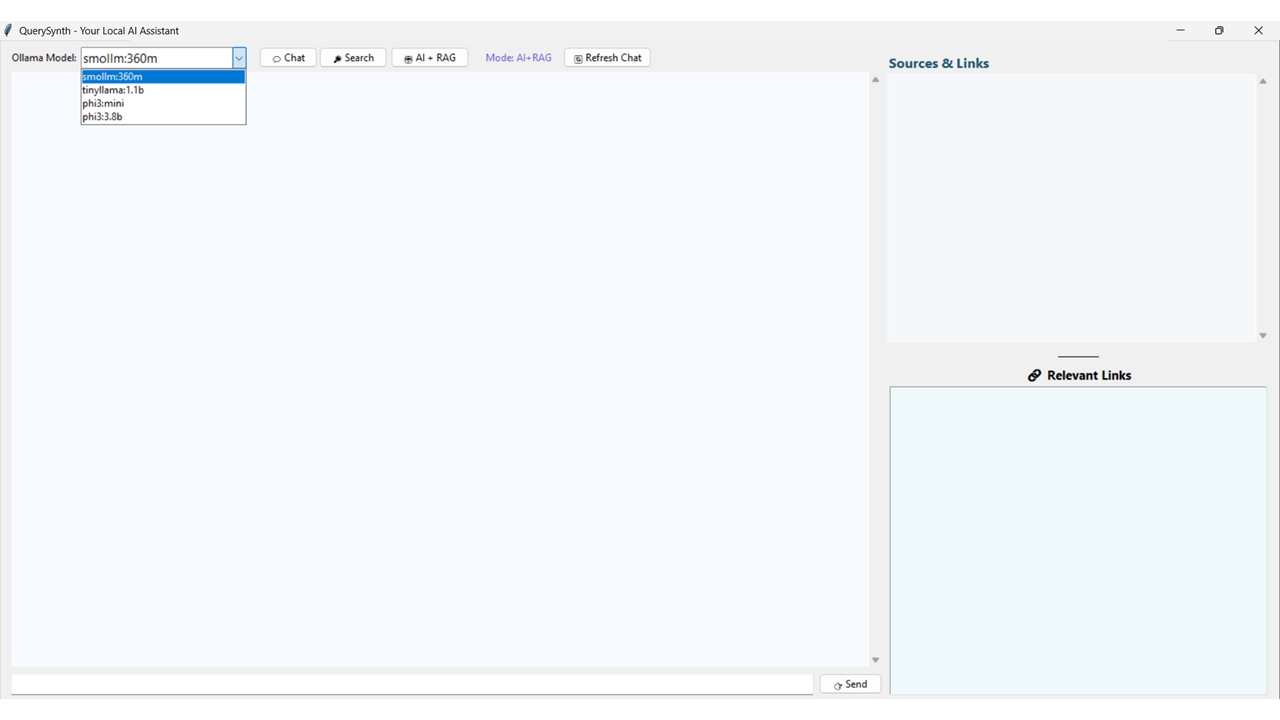 QuerySynth - Your Local AI Assistant
Ollama Model: smollm:360m Chat Search AI + RAG Mode: AI+RAG Refresh Chat
smollm:360m
tinyllama:1.1b
phi3:mini
phi3:3.8b
Sources & Links
Relevant Links
Send